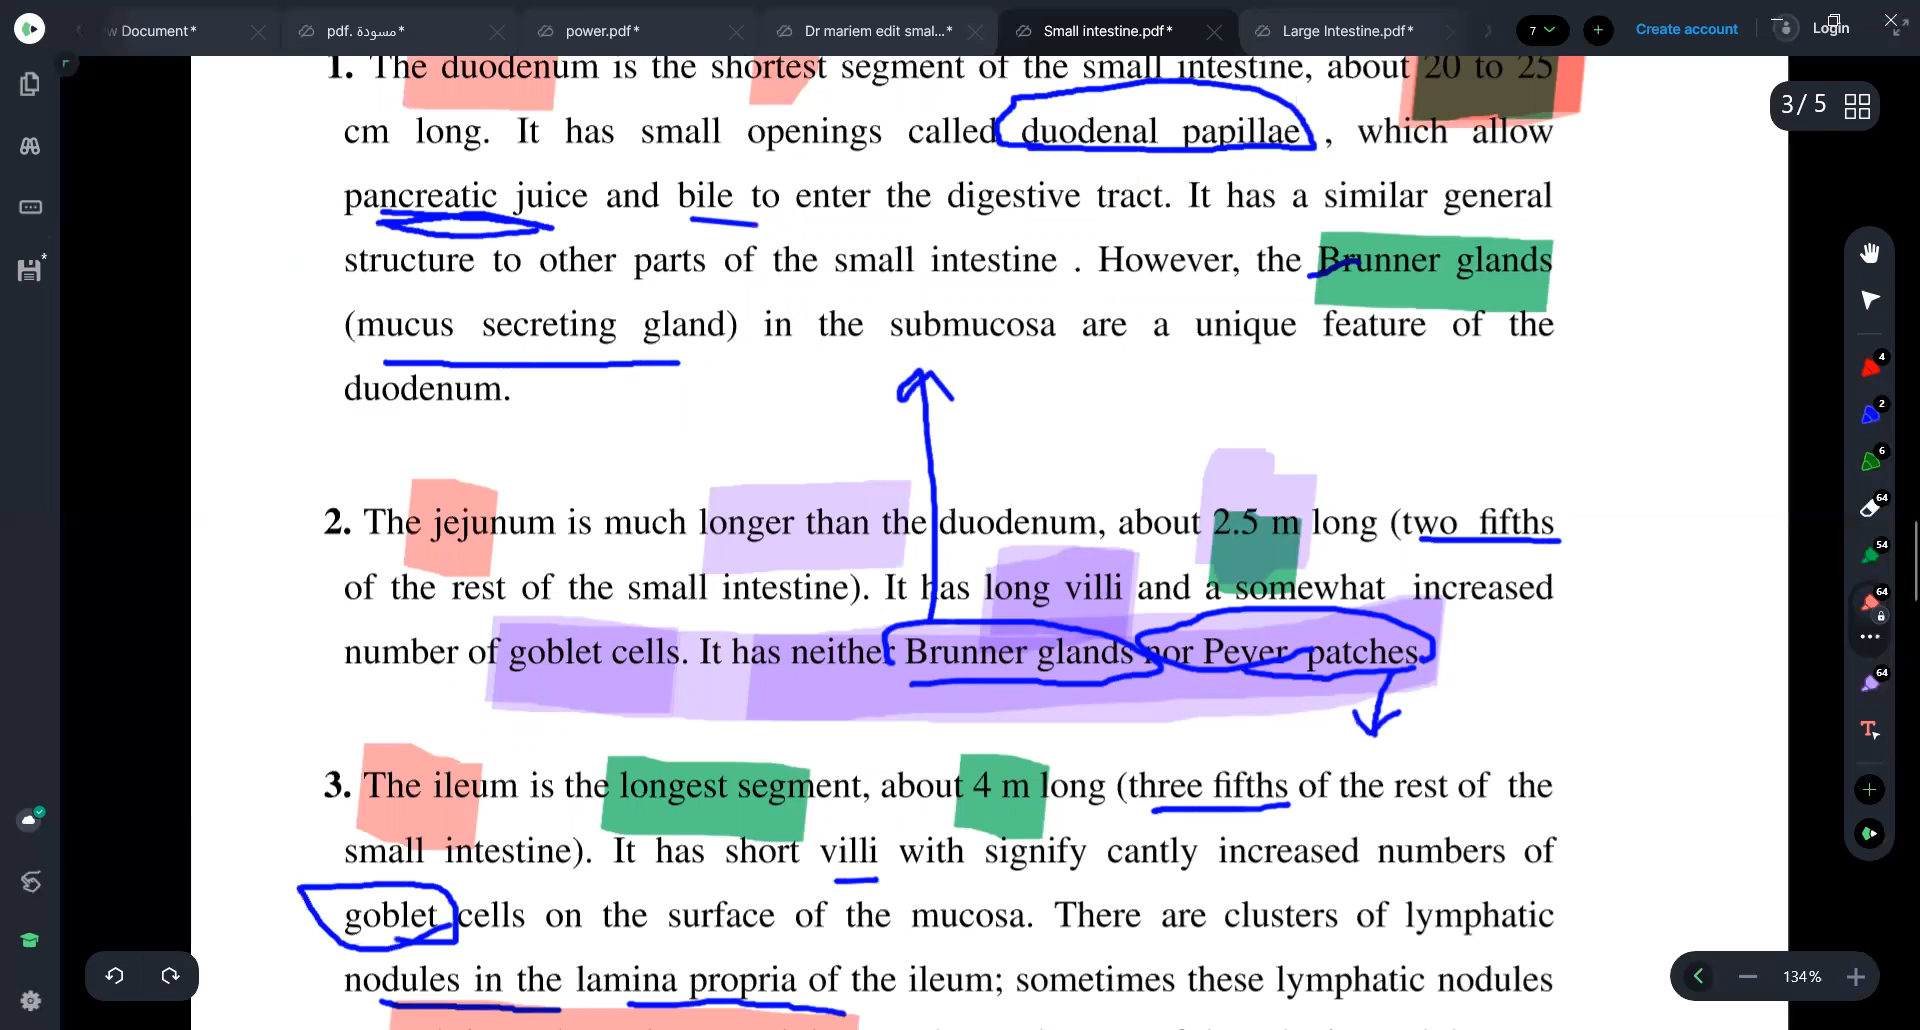 w Document*
مسودة .pdf*
power.pdf*
Dr mariem edit smal...*
Small intestine.pdf*
Large Intestine.pdf*
7
Create account
Login
3/5
1. The duodenum is the shortest segment of the small intestine, about 20 to 25
cm long. It has small openings called duodenal papillae , which allow
pancreatic juice and bile to enter the digestive tract. It has a similar general
structure to other parts of the small intestine . However, the Brunner glands
(mucus secreting gland) in the submucosa are a unique feature of the
duodenum.
2. The jejunum is much longer than the duodenum, about 2.5 m long (two fifths
of the rest of the small intestine). It has long villi and a somewhat increased
number of goblet cells. It has neither Brunner glands nor Peyer patches.
3. The ileum is the longest segment, about 4 m long (three fifths of the rest of the
small intestine). It has short villi with signify cantly increased numbers of
goblet cells on the surface of the mucosa. There are clusters of lymphatic
nodules in the lamina propria of the ileum; sometimes these lymphatic nodules
4
2
6
64
54
64
64
134%